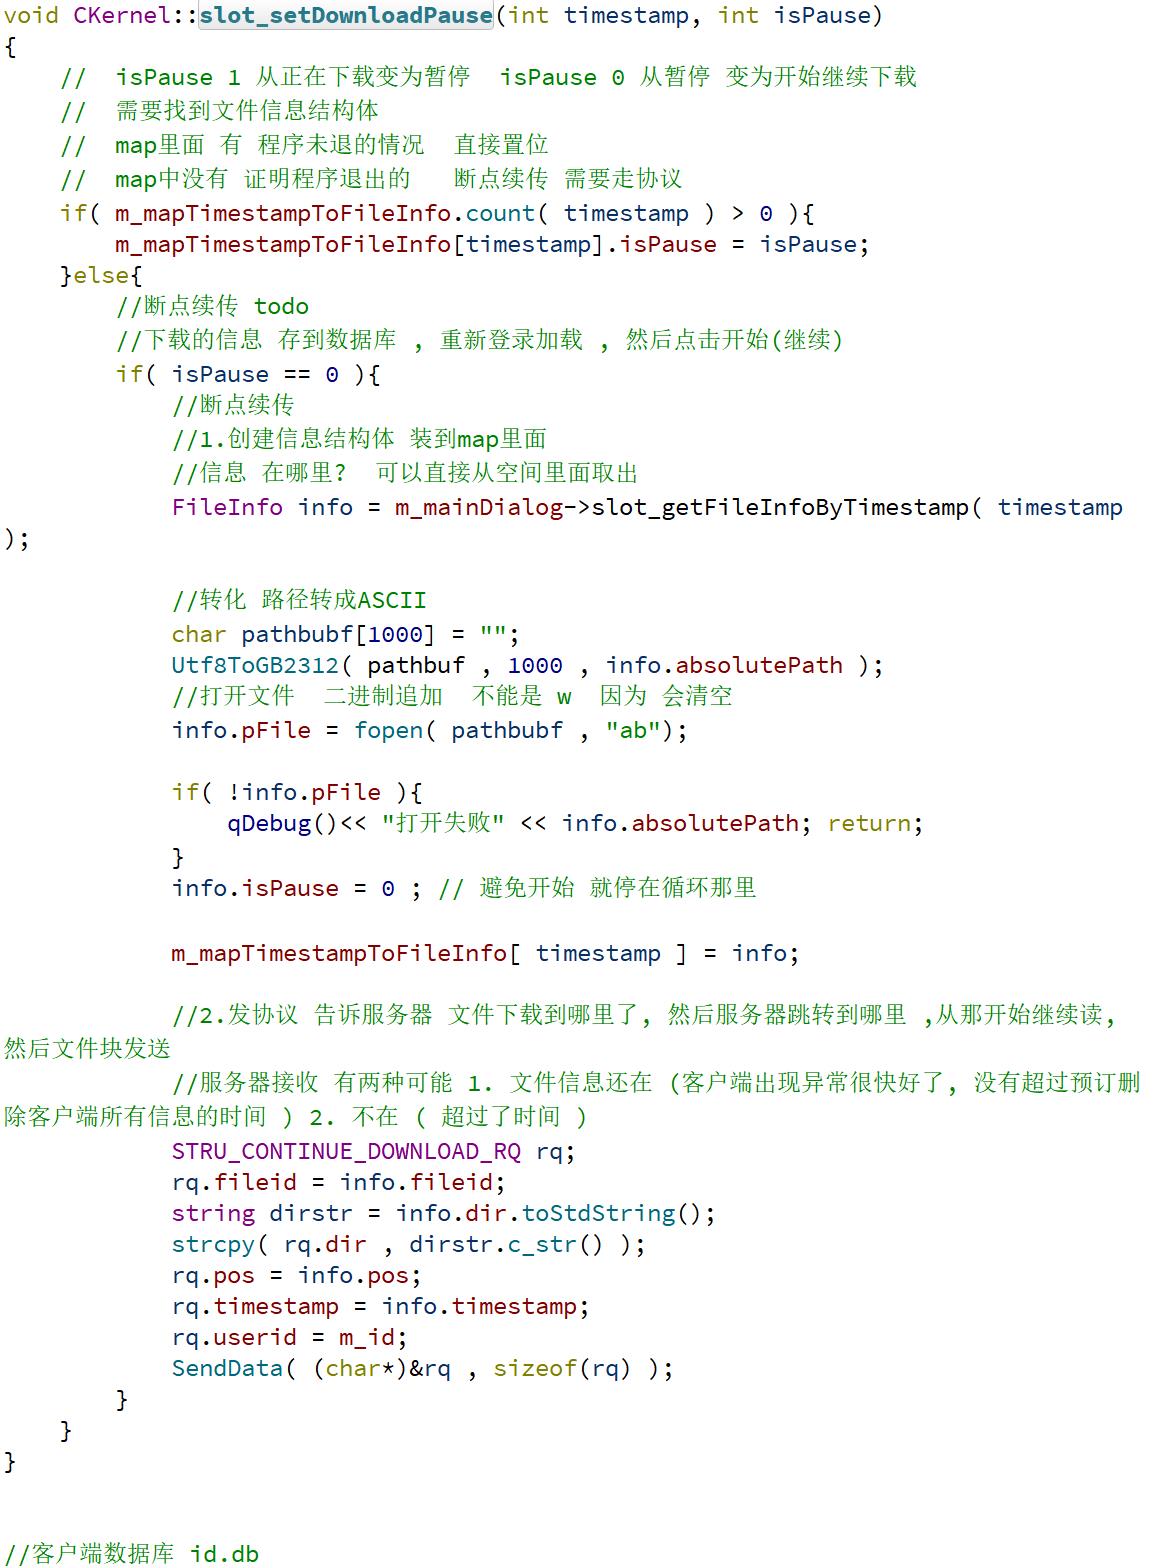 void CKernel::slot_setDownloadPause(int timestamp, int isPause)
{
    //  isPause 1 从正在下载变为暂停  isPause 0 从暂停 变为开始继续下载
    //  需要找到文件信息结构体
    //  map里面 有 程序未退的情况  直接置位
    //  map中没有 证明程序退出的   断点续传 需要走协议
    if( m_mapTimestampToFileInfo.count( timestamp ) > 0 ){
        m_mapTimestampToFileInfo[timestamp].isPause = isPause;
    }else{
        //断点续传 todo
        //下载的信息 存到数据库 , 重新登录加载 , 然后点击开始(继续)
        if( isPause == 0 ){
            //断点续传
            //1.创建信息结构体 装到map里面
            //信息 在哪里?  可以直接从空间里面取出
            FileInfo info = m_mainDialog->slot_getFileInfoByTimestamp( timestamp
);

            //转化 路径转成ASCII
            char pathbubf[1000] = "";
            Utf8ToGB2312( pathbuf , 1000 , info.absolutePath );
            //打开文件  二进制追加  不能是 w  因为 会清空
            info.pFile = fopen( pathbubf , "ab");

            if( !info.pFile ){
                qDebug()<< "打开失败" << info.absolutePath; return;
            }
            info.isPause = 0 ; // 避免开始 就停在循环那里

            m_mapTimestampToFileInfo[ timestamp ] = info;

            //2.发协议 告诉服务器 文件下载到哪里了, 然后服务器跳转到哪里 ,从那开始继续读,
然后文件块发送
            //服务器接收 有两种可能 1. 文件信息还在 (客户端出现异常很快好了, 没有超过预订删
除客户端所有信息的时间 ) 2. 不在 ( 超过了时间 )
            STRU_CONTINUE_DOWNLOAD_RQ rq;
            rq.fileid = info.fileid;
            string dirstr = info.dir.toStdString();
            strcpy( rq.dir , dirstr.c_str() );
            rq.pos = info.pos;
            rq.timestamp = info.timestamp;
            rq.userid = m_id;
            SendData( (char*)&rq , sizeof(rq) );
        }
    }
}

//客户端数据库 id.db